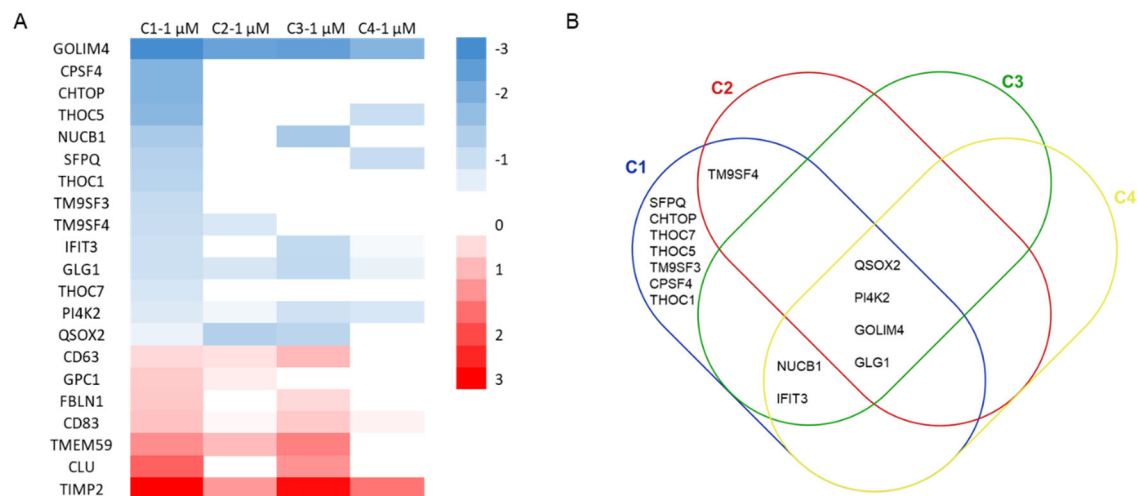 A
C1-1 µM C2-1 µM C3-1 µM C4-1 µM
GOLIM4
CPSF4
CHTOP
THOC5
NUCB1
SFPQ
THOC1
TM9SF3
TM9SF4
IFIT3
GLG1
THOC7
PI4K2
QSOX2
CD63
GPC1
FBLN1
CD83
TMEM59
CLU
TIMP2
-3
-2
-1
0
1
2
3
B
C1
C2
C3
C4
TM9SF4
SFPQ
CHTOP
THOC7
THOC5
TM9SF3
CPSF4
THOC1
QSOX2
PI4K2
GOLIM4
GLG1
NUCB1
IFIT3